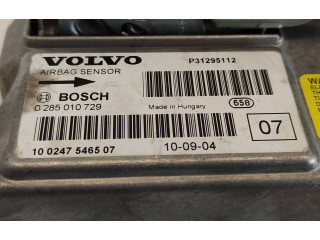 VOLVO
P31295112
AIRBAG SENSOR
BOSCH
Made in Hungary
658
0 285 010 729
07
10 0247 5465 07
10-09-04